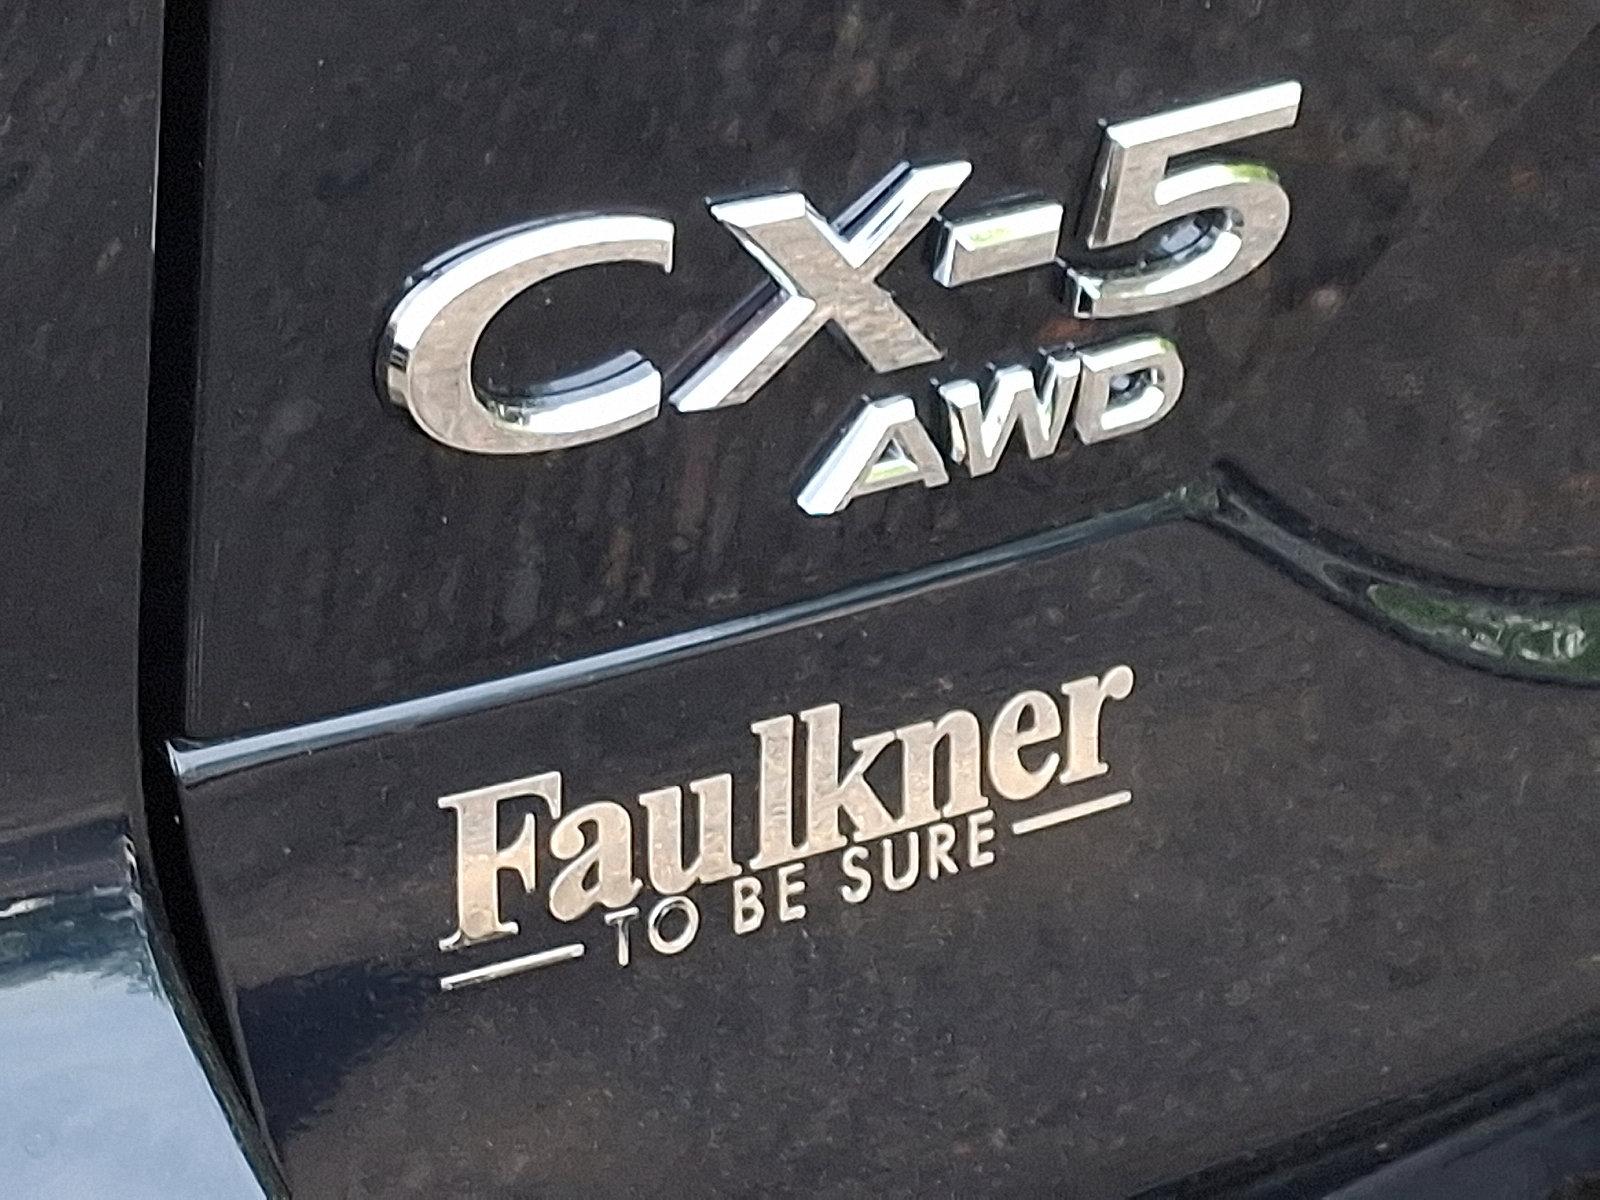 CX-5
AWD
Faulkner
TO BE SURE